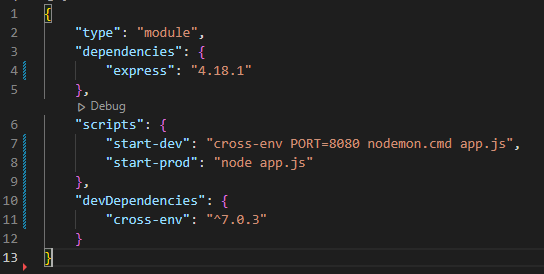 1 {
2 "type": "module",
3 "dependencies": {
4 "express": "4.18.1"
5 },
Debug
6 "scripts": {
7 "start-dev": "cross-env PORT=8080 nodemon.cmd app.js",
8 "start-prod": "node app.js"
9 },
10 "devDependencies": {
11 "cross-env": "^7.0.3"
12 }
13 }